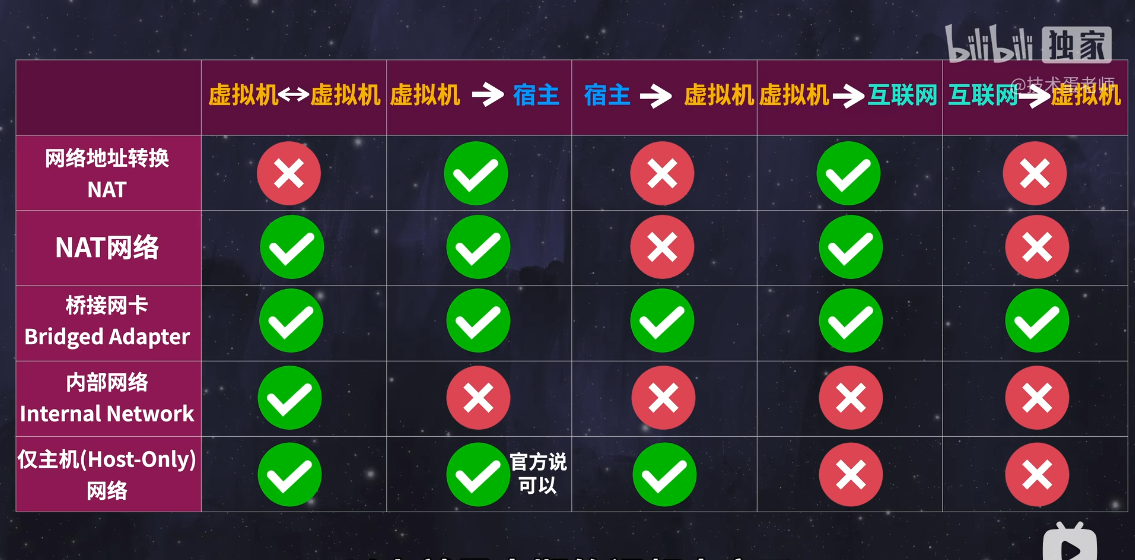 bilibili 独家
@技术蛋老师
虚拟机↔虚拟机 虚拟机 → 宿主 宿主 → 虚拟机 虚拟机→互联网 互联网→虚拟机
网络地址转换
NAT
NAT网络
桥接网卡
Bridged Adapter
内部网络
Internal Network
仅主机(Host-Only)
网络
官方说
可以